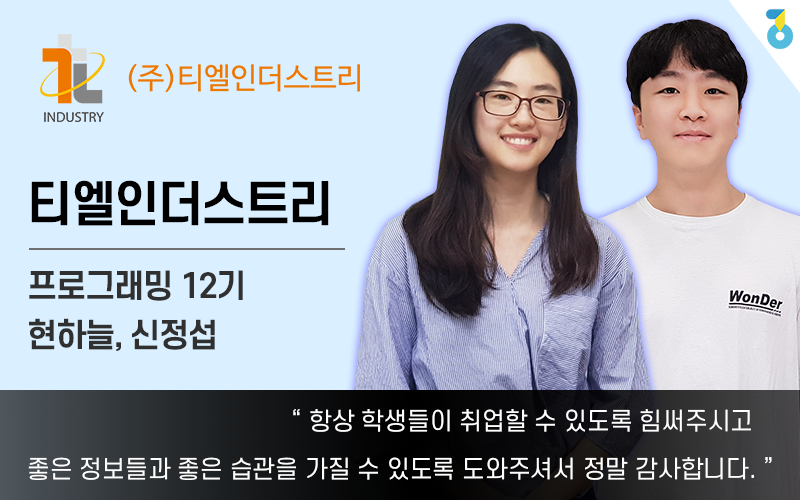 tL
INDUSTRY
(주)티엘인더스트리
티엘인더스트리
프로그래밍 12기
현하늘, 신정섭
WonDer
“ 항상 학생들이 취업할 수 있도록 힘써주시고
좋은 정보들과 좋은 습관을 가질 수 있도록 도와주셔서 정말 감사합니다. ”